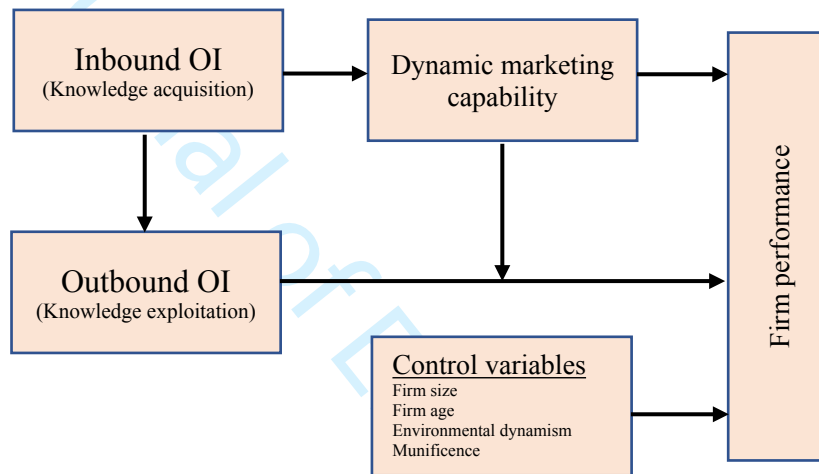 Inbound OI
(Knowledge acquisition)
Dynamic marketing
capability
Outbound OI
(Knowledge exploitation)
Control variables
Firm size
Firm age
Environmental dynamism
Munificence
Firm performance